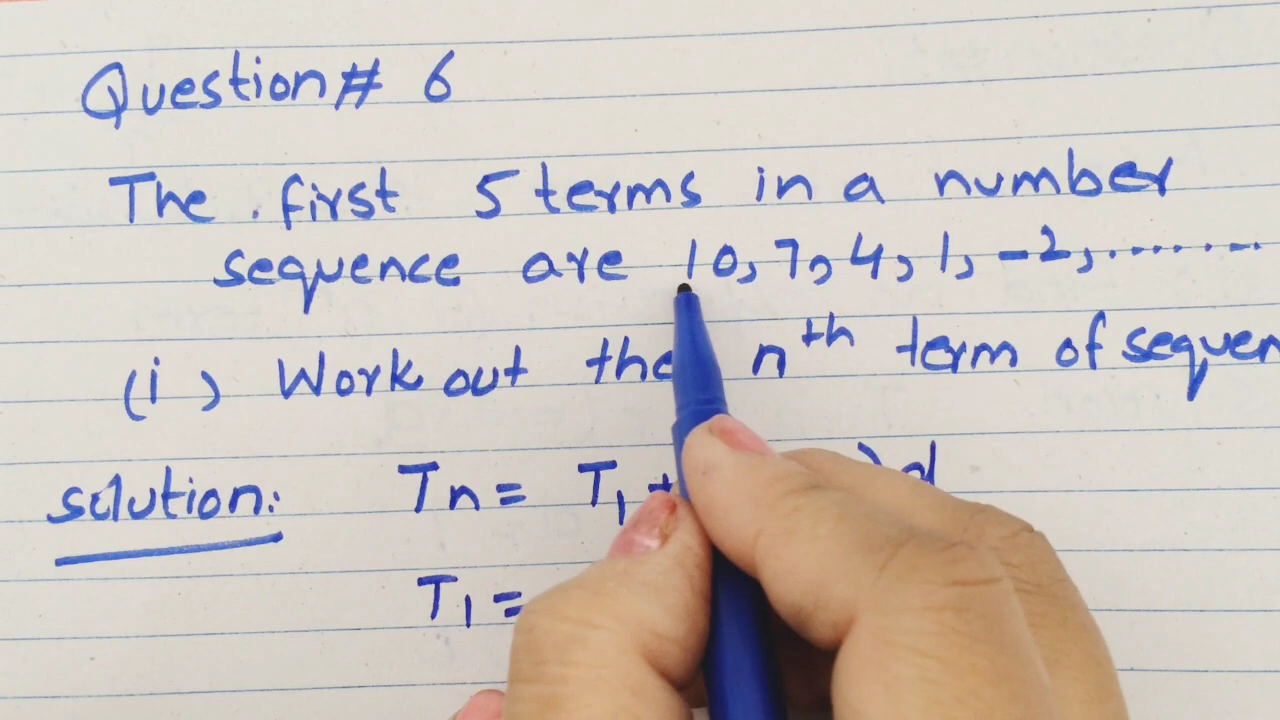 Question# 6
The first 5 terms in a number
sequence are 10, 7, 4, 1, -2, .......
(i) Work out the nth term of sequen
solution: Tn = T1 + )d
T1 =